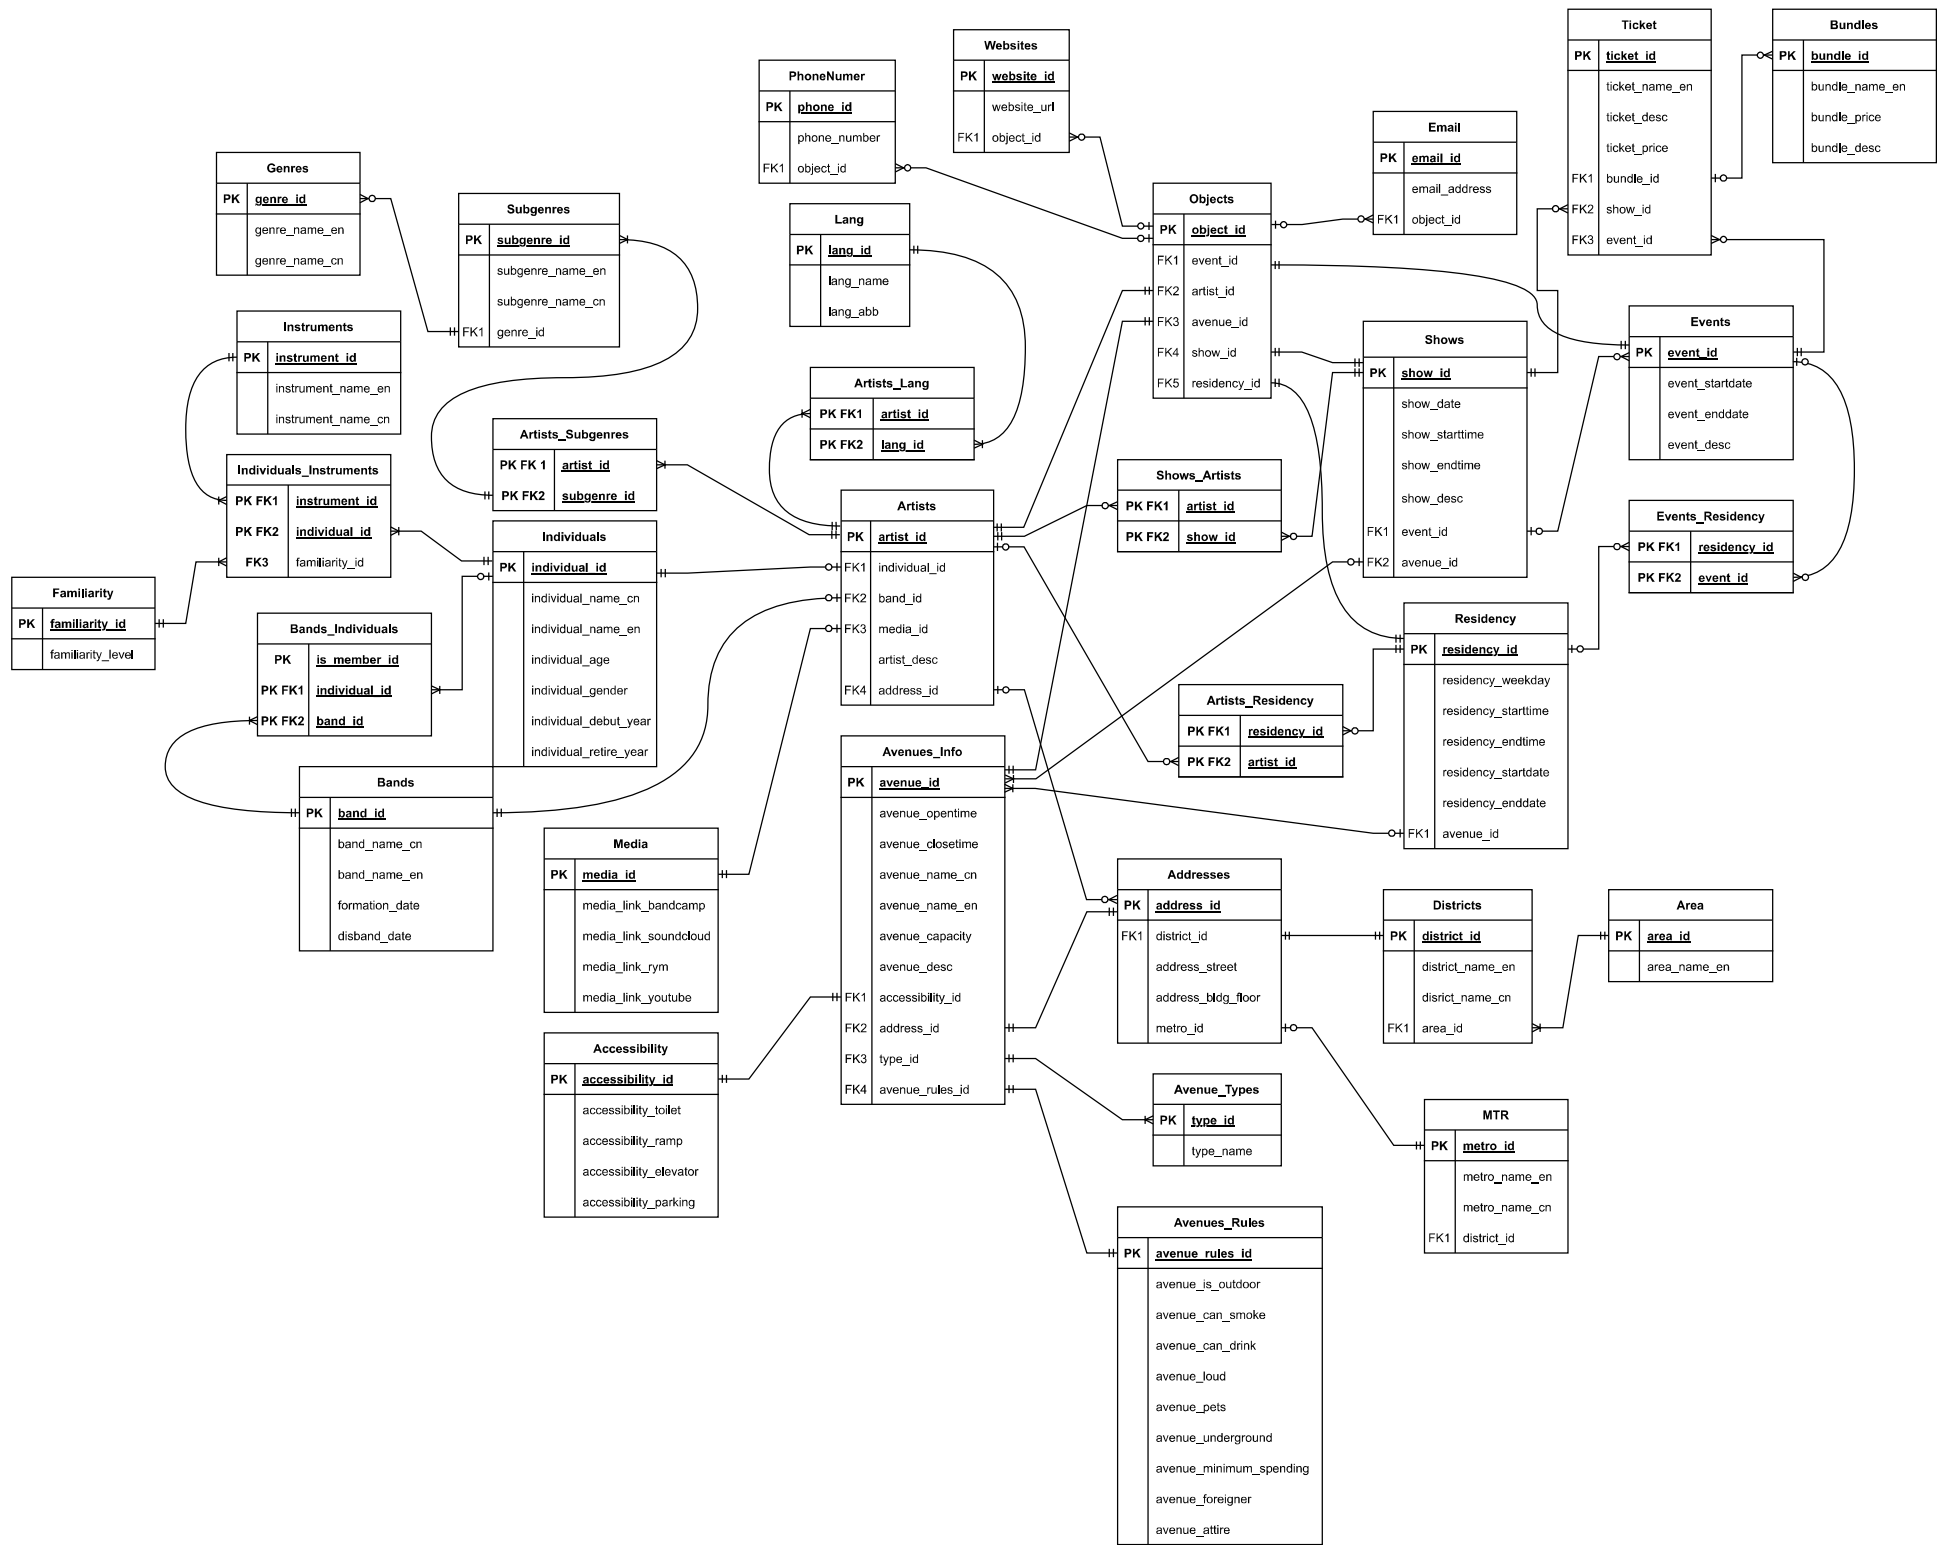 Websites
PK website_id
website_url
FK1 object_id
PhoneNumer
PK phone_id
phone_number
FK1 object_id
Ticket
PK ticket_id
ticket_name_en
ticket_desc
ticket_price
FK1 bundle_id
FK2 show_id
FK3 event_id
Bundles
PK bundle_id
bundle_name_en
bundle_price
bundle_desc
Email
PK email_id
email_address
FK1 object_id
Genres
PK genre_id
genre_name_en
genre_name_cn
Subgenres
PK subgenre_id
subgenre_name_en
subgenre_name_cn
FK1 genre_id
Lang
PK lang_id
lang_name
lang_abb
Objects
PK object_id
FK1 event_id
FK2 artist_id
FK3 avenue_id
FK4 show_id
FK5 residency_id
Instruments
PK instrument_id
instrument_name_en
instrument_name_cn
Shows
PK show_id
show_date
show_starttime
show_endtime
show_desc
FK1 event_id
FK2 avenue_id
Events
PK event_id
event_startdate
event_enddate
event_desc
Artists_Lang
PK FK1 artist_id
PK FK2 lang_id
Artists_Subgenres
PK FK 1 artist_id
PK FK2 subgenre_id
Individuals_Instruments
PK FK1 instrument_id
PK FK2 individual_id
FK3 familiarity_id
Shows_Artists
PK FK1 artist_id
PK FK2 show_id
Artists
PK artist_id
FK1 individual_id
FK2 band_id
FK3 media_id
artist_desc
FK4 address_id
Events_Residency
PK FK1 residency_id
PK FK2 event_id
Individuals
PK individual_id
individual_name_cn
individual_name_en
individual_age
individual_gender
individual_debut_year
individual_retire_year
Familiarity
PK familiarity_id
familiarity_level
Bands_Individuals
PK is_member_id
PK FK1 individual_id
PK FK2 band_id
Residency
PK residency_id
residency_weekday
residency_starttime
residency_endtime
residency_startdate
residency_enddate
FK1 avenue_id
Artists_Residency
PK FK1 residency_id
PK FK2 artist_id
Avenues_Info
PK avenue_id
avenue_opentime
avenue_closetime
avenue_name_cn
avenue_name_en
avenue_capacity
avenue_desc
FK1 accessibility_id
FK2 address_id
FK3 type_id
FK4 avenue_rules_id
Bands
PK band_id
band_name_cn
band_name_en
formation_date
disband_date
Media
PK media_id
media_link_bandcamp
media_link_soundcloud
media_link_rym
media_link_youtube
Addresses
PK address_id
FK1 district_id
address_street
address_bldg_floor
metro_id
Districts
PK district_id
district_name_en
disrict_name_cn
FK1 area_id
Area
PK area_id
area_name_en
Accessibility
PK accessibility_id
accessibility_toilet
accessibility_ramp
accessibility_elevator
accessibility_parking
Avenue_Types
PK type_id
type_name
MTR
PK metro_id
metro_name_en
metro_name_cn
FK1 district_id
Avenues_Rules
PK avenue_rules_id
avenue_is_outdoor
avenue_can_smoke
avenue_can_drink
avenue_loud
avenue_pets
avenue_underground
avenue_minimum_spending
avenue_foreigner
avenue_attire